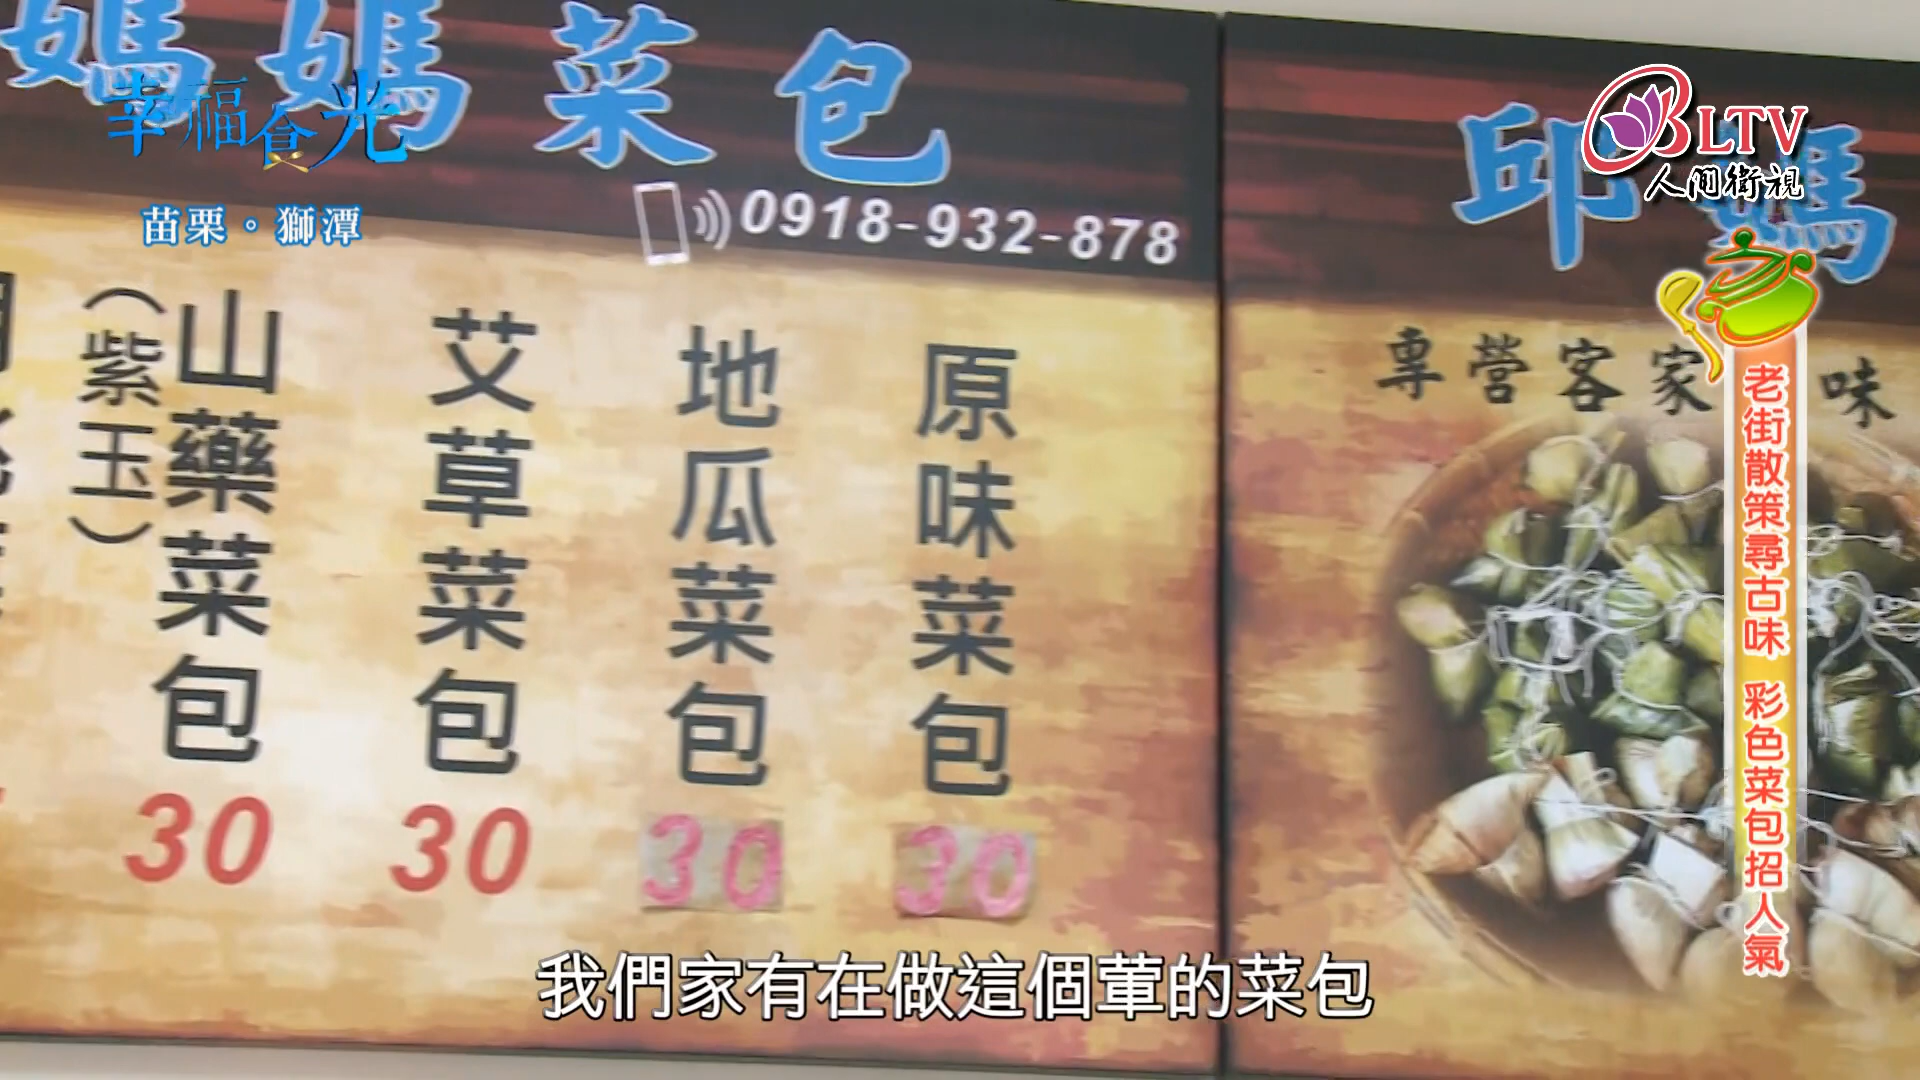 媽媽菜包
幸福食光
苗栗。獅潭
0918-932-878
邱媽
BLTV
人間衛視
專營客家 味
原味菜包
30
地瓜菜包
30
艾草菜包
30
山藥菜包
(紫玉)
30
老街散策尋古味 彩色菜包招人氣
我們家有在做這個葷的菜包